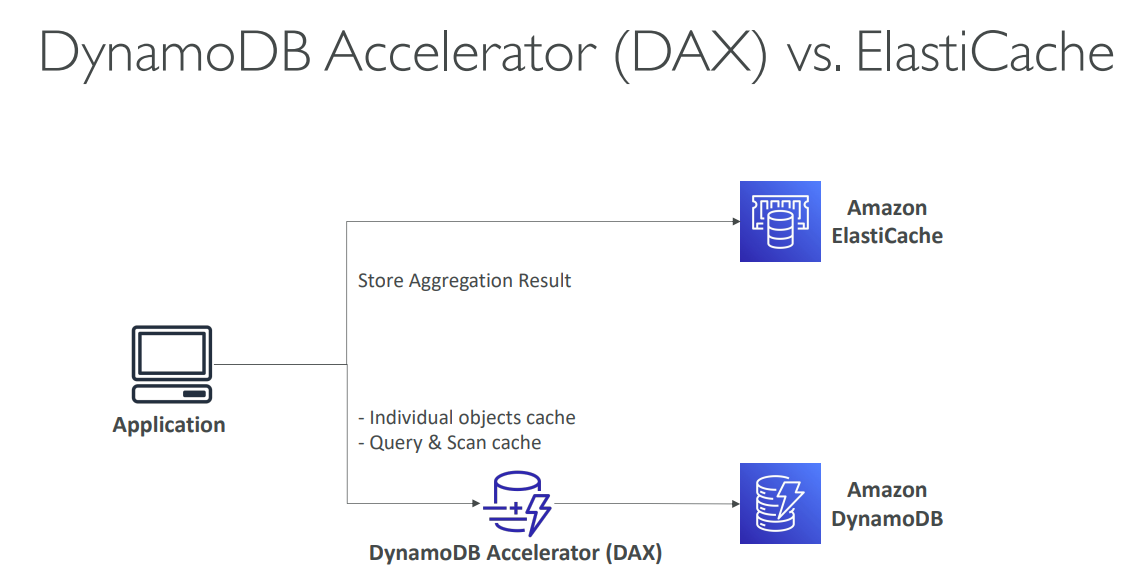 DynamoDB Accelerator (DAX) vs. ElastiCache
Amazon
ElastiCache
Store Aggregation Result
Application
- Individual objects cache
- Query & Scan cache
Amazon
DynamoDB
DynamoDB Accelerator (DAX)